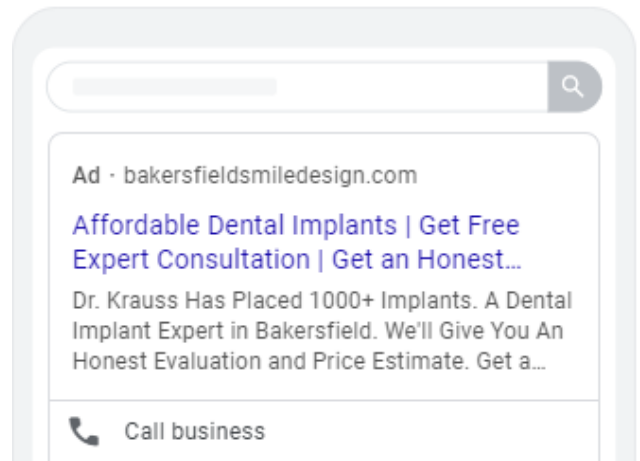 Ad · bakersfieldsmiledesign.com
Affordable Dental Implants | Get Free
Expert Consultation | Get an Honest...
Dr. Krauss Has Placed 1000+ Implants. A Dental
Implant Expert in Bakersfield. We'll Give You An
Honest Evaluation and Price Estimate. Get a...
Call business